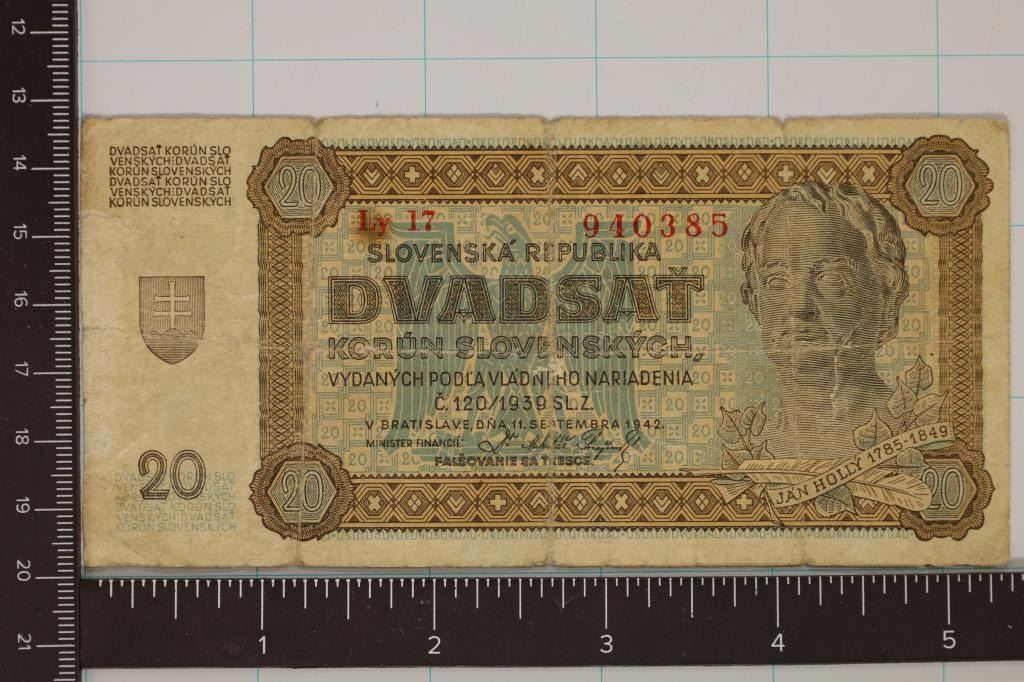 DVADSAŤ KORÚN SLO
VENSKÝCH:DVADSAŤ
KORÚN SLOVENSKÝCH
DVADSAŤ KORÚN SLO
VENSKÝCH:DVADSAŤ
KORÚN SLOVENSKÝCH
20
20
Ly 17
940385
SLOVENSKÁ REPUBLIKA
DVADSAŤ
KORÚN SLOVENSKÝCH,
VYDANÝCH PODĽA VLÁDNEHO NARIADENIA
Č. 120/1939 SL. Z.
V BRATISLAVE, DŇA 11. SEPTEMBRA 1942.
MINISTER FINANCIÍ:
FALŠOVANIE SA TRESCE.
JÁN HOLLÝ 1785-1849
20
20
20
12
13
14
15
16
17
18
19
20
21
1
2
3
4
5